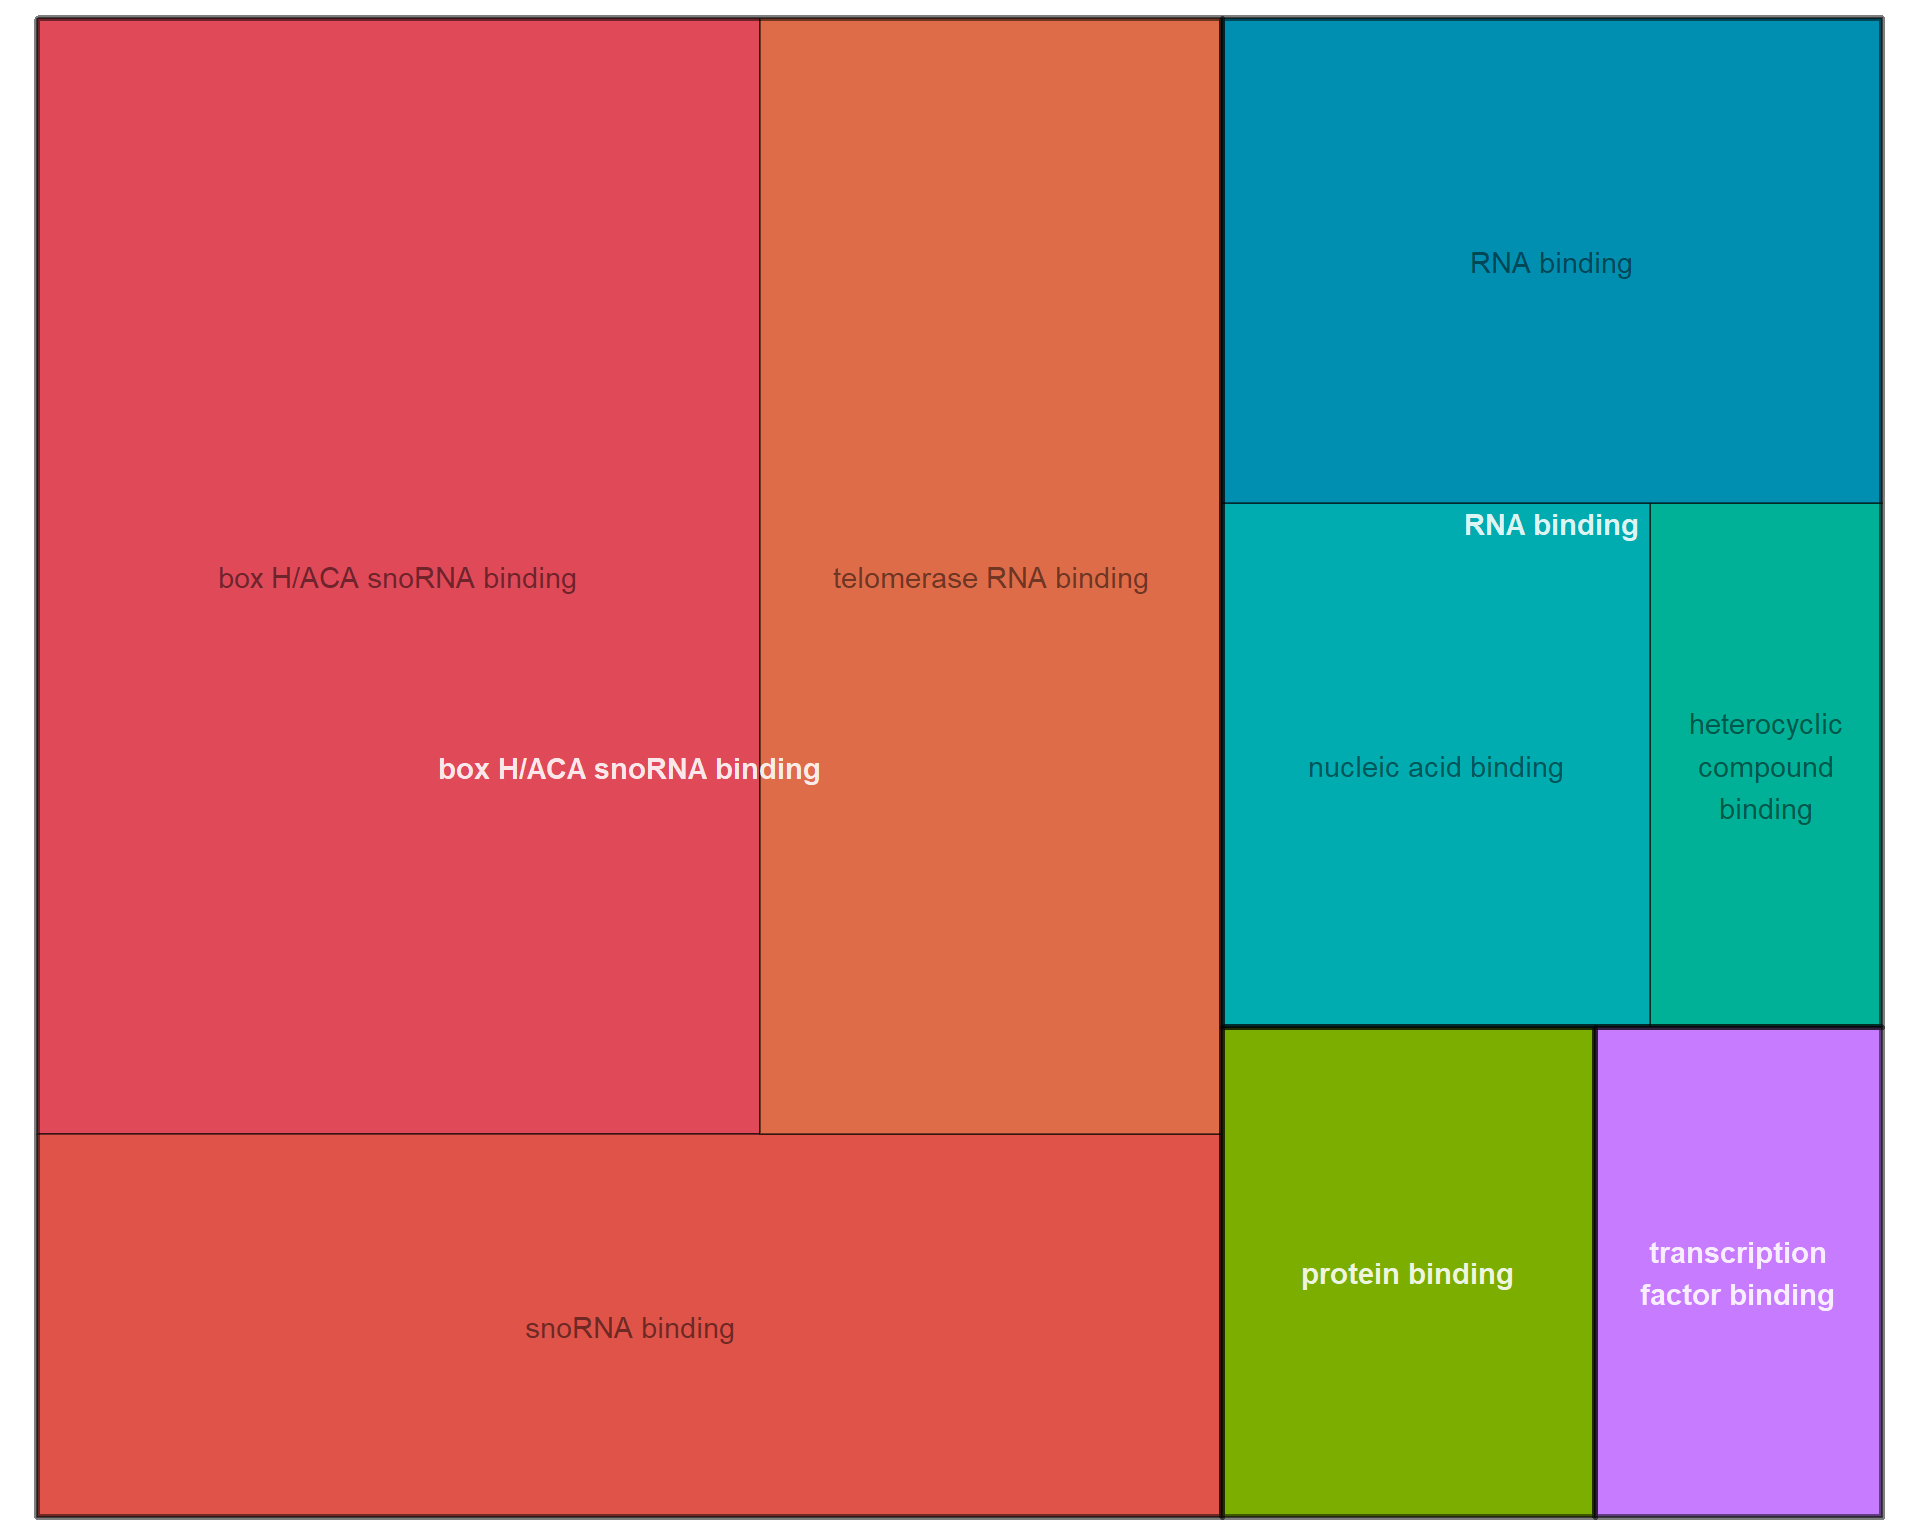 box H/ACA snoRNA binding
telomerase RNA binding
box H/ACA snoRNA binding
snoRNA binding
RNA binding
RNA binding
nucleic acid binding
heterocyclic
compound
binding
protein binding
transcription
factor binding